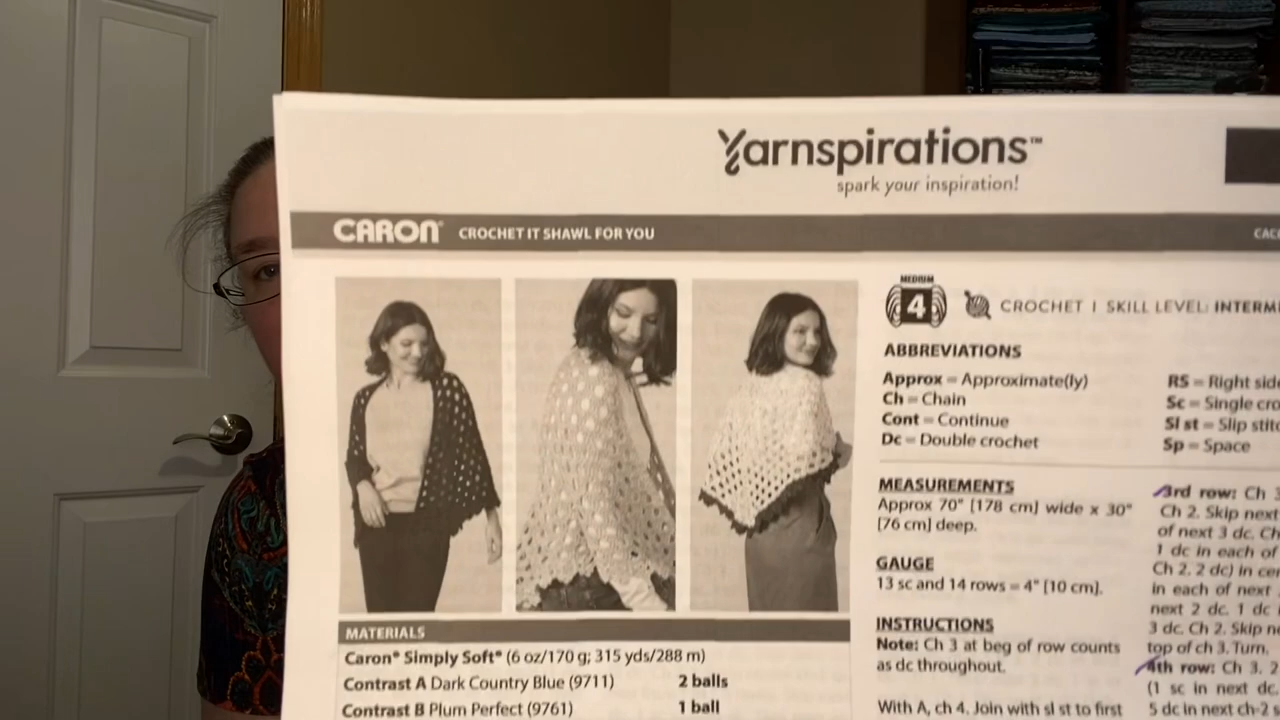 Yarnspirations™
spark your inspiration!
CARON® CROCHET IT SHAWL FOR YOU
MEDIUM
4
CROCHET I SKILL LEVEL:
ABBREVIATIONS
Approx = Approximate(ly)
Ch = Chain
Cont = Continue
Dc = Double crochet
RS = Right
Sc = Single
Sl st = Slip
Sp = Space
MEASUREMENTS
Approx 70" [178 cm] wide x 30"
[76 cm] deep.
GAUGE
13 sc and 14 rows = 4" [10 cm].
INSTRUCTIONS
Note: Ch 3 at beg of row counts
as dc throughout.
With A, ch 4. Join with sl st to first
3rd row: Ch
Ch 2. Skip next
of next 3 dc. Ch
1 dc in each of
Ch 2. 2 dc) in
in each of next
next 2 dc. 1 dc
3 dc. Ch 2. Skip
top of ch 3. Turn.
4th row: Ch 3. 2
(1 sc in next dc.
5 dc in next ch-2
MATERIALS
Caron® Simply Soft® (6 oz/170 g; 315 yds/288 m)
Contrast A Dark Country Blue (9711) 2 balls
Contrast B Plum Perfect (9761) 1 ball